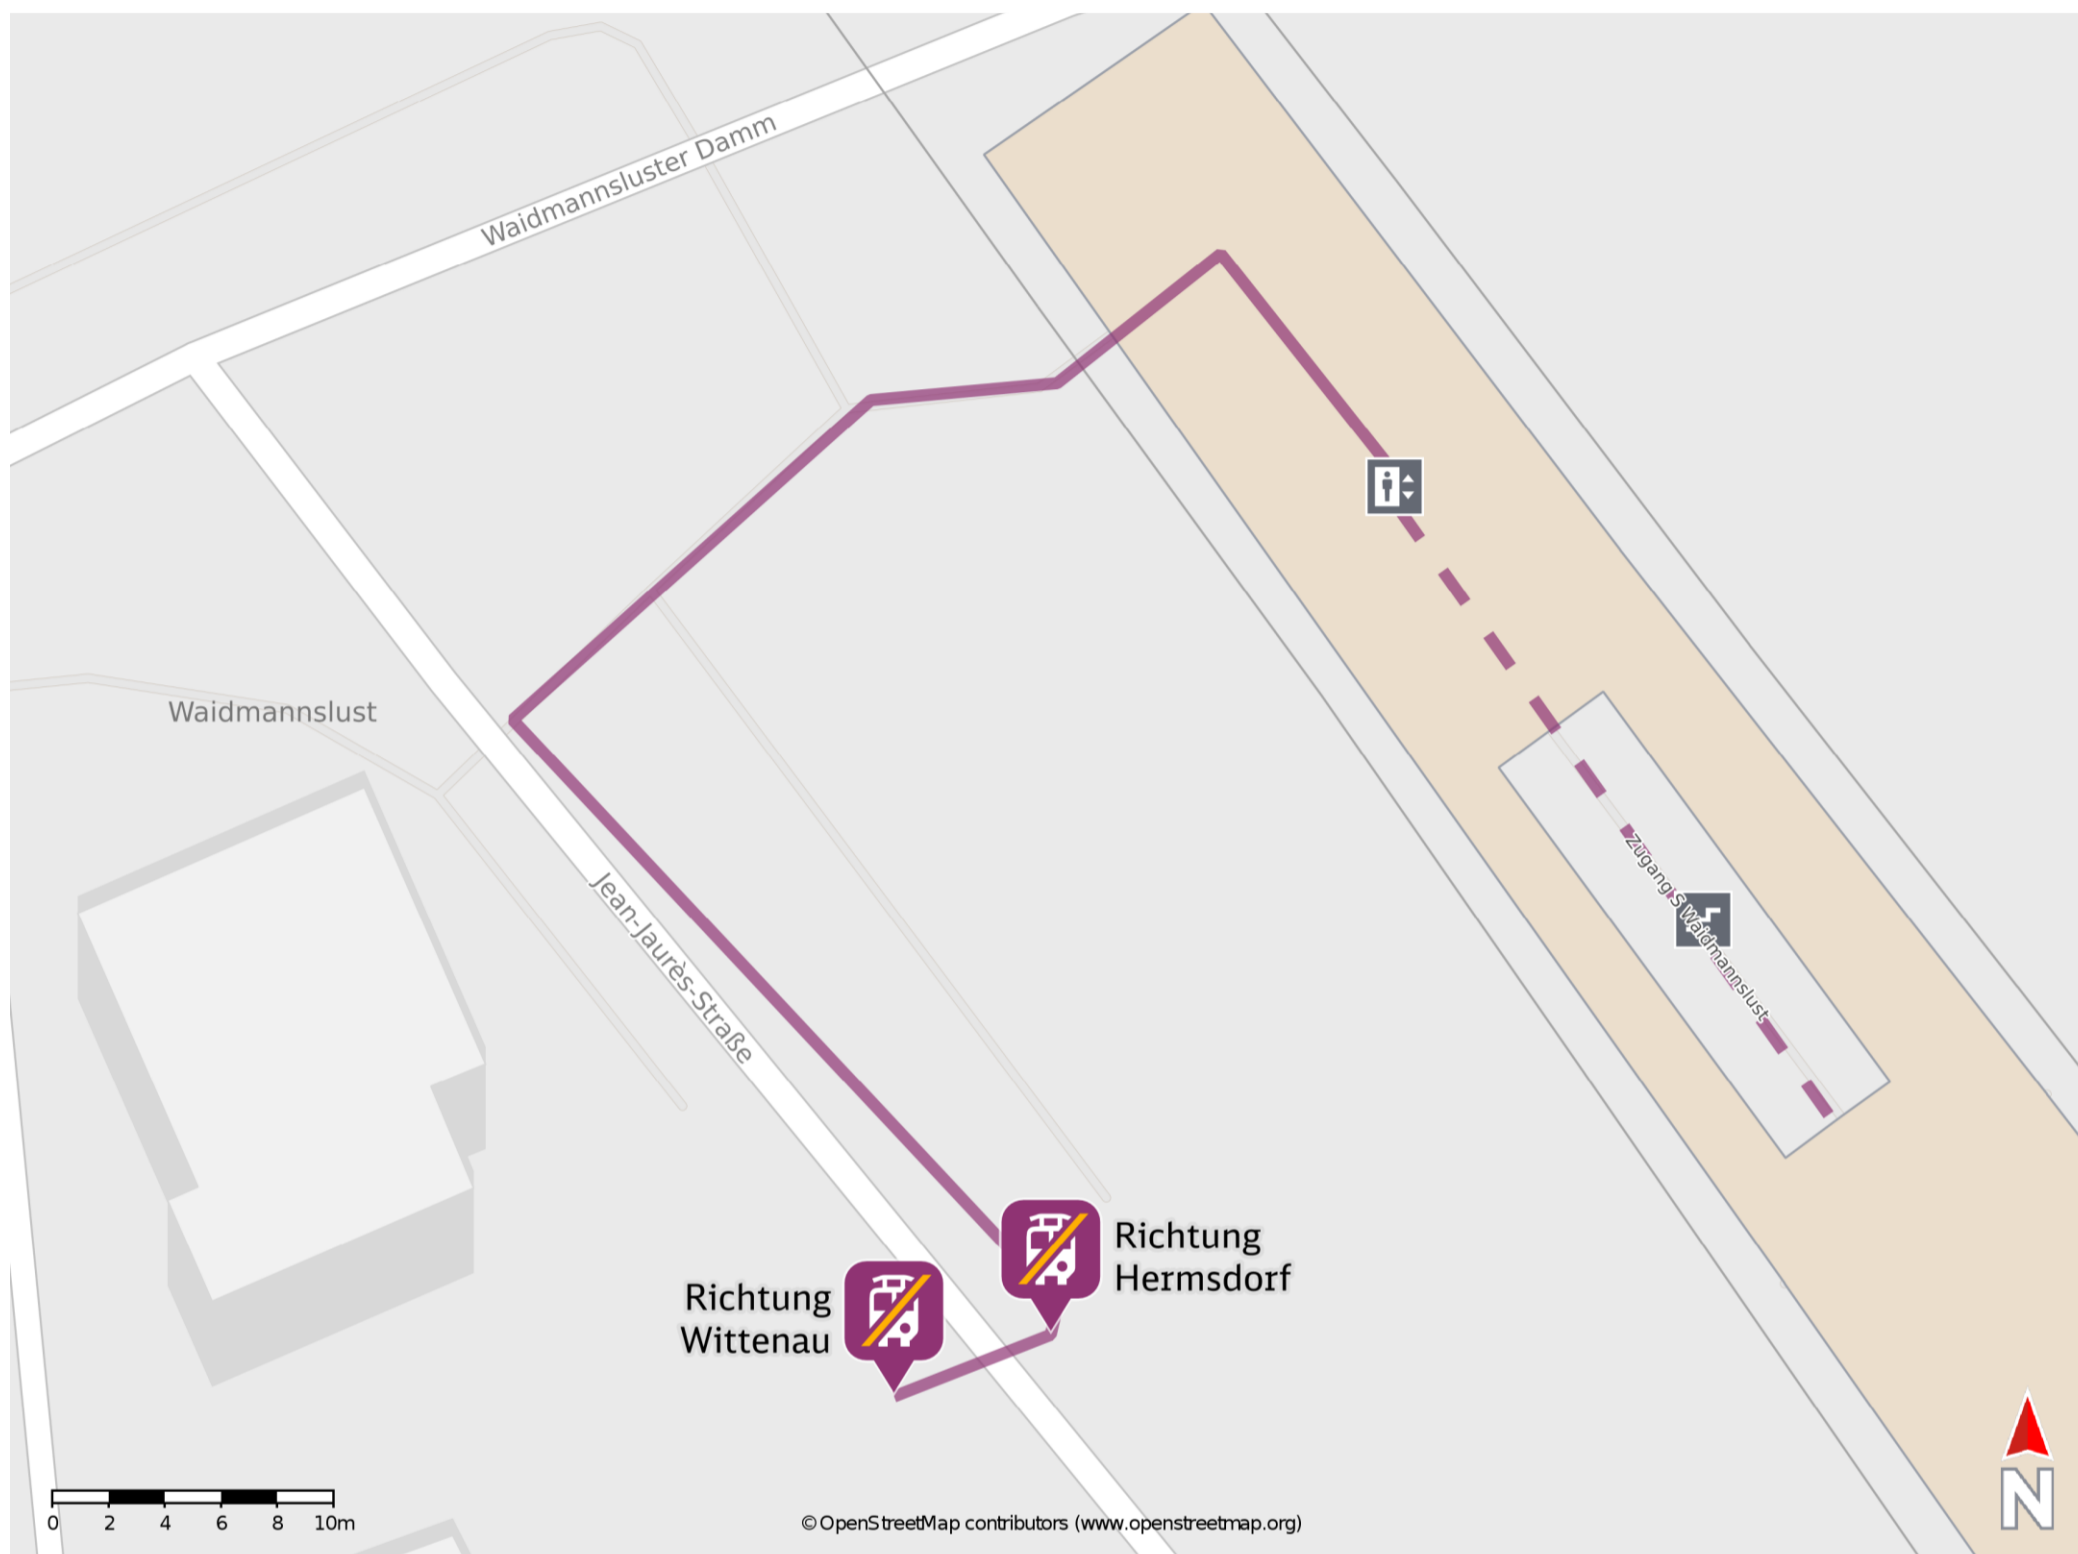 Waidmannsluster Damm
Waidmannslust
Zugang S Waidmannslust
Jean-Jaurès-Straße
Richtung
Hermsdorf
Richtung
Wittenau
0 2 4 6 8 10m
© OpenStreetMap contributors (www.openstreetmap.org)
N